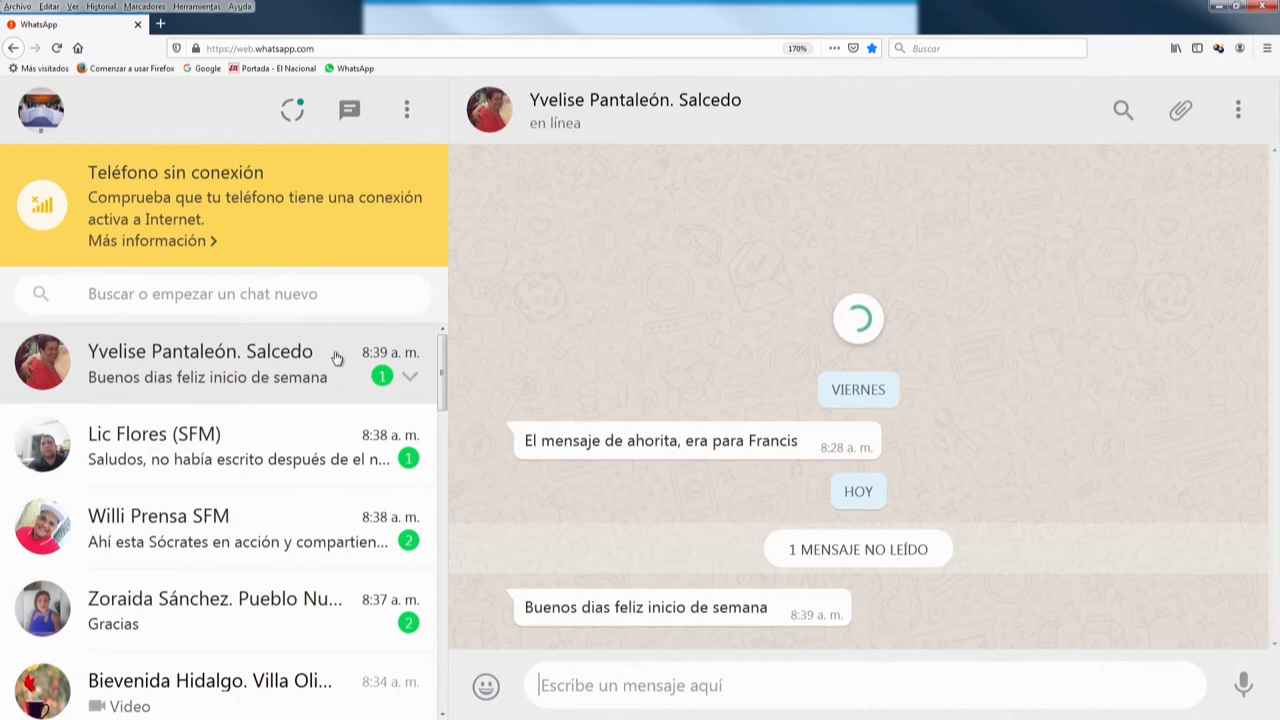 Archivo Editar Ver Historial Marcadores Herramientas Ayuda
WhatsApp
https://web.whatsapp.com
170%
Buscar
Más visitados
Comenzar a usar Firefox
Google
Portada - El Nacional
WhatsApp
Teléfono sin conexión
Comprueba que tu teléfono tiene una conexión
activa a Internet.
Más información
Buscar o empezar un chat nuevo
Yvelise Pantaleón. Salcedo 8:39 a. m.
Buenos dias feliz inicio de semana 1
Lic Flores (SFM) 8:38 a. m.
Saludos, no había escrito después de el n... 1
Willi Prensa SFM 8:38 a. m.
Ahí esta Sócrates en acción y compartien... 2
Zoraida Sánchez. Pueblo Nu... 8:37 a. m.
Gracias 2
Bievenida Hidalgo. Villa Oli... 8:34 a. m.
Video
Yvelise Pantaleón. Salcedo
en línea
VIERNES
El mensaje de ahorita, era para Francis 8:28 a. m.
HOY
1 MENSAJE NO LEÍDO
Buenos dias feliz inicio de semana 8:39 a. m.
Escribe un mensaje aquí